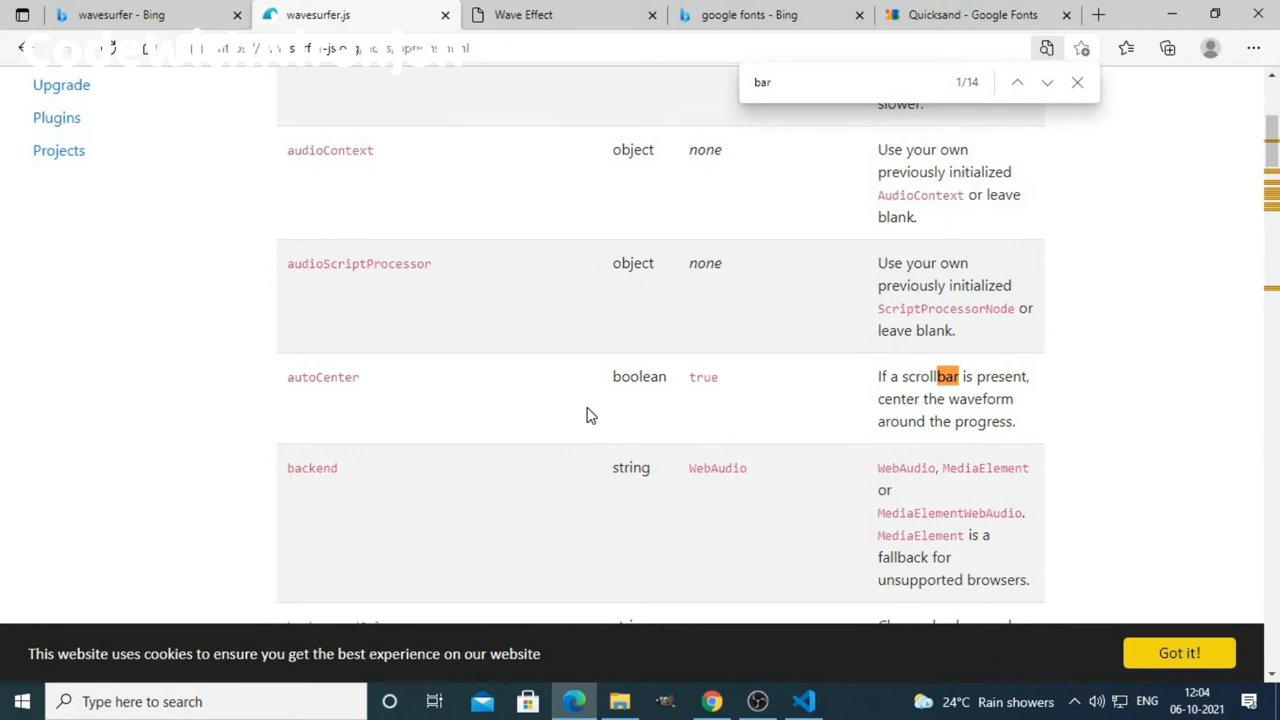 wavesurfer - Bing
wavesurfer.js
Wave Effect
google fonts - Bing
Quicksand - Google Fonts
CodeWithNironjon
bar
1/14
Upgrade
Plugins
Projects
slower.
audioContext
object
none
Use your own
previously initialized
AudioContext or leave
blank.
audioScriptProcessor
object
none
Use your own
previously initialized
ScriptProcessorNode or
leave blank.
autoCenter
boolean
true
If a scrollbar is present,
center the waveform
around the progress.
backend
string
WebAudio
WebAudio, MediaElement
or
MediaElementWebAudio.
MediaElement is a
fallback for
unsupported browsers.
This website uses cookies to ensure you get the best experience on our website
Got it!
Type here to search
24°C Rain showers
ENG
12:04
06-10-2021